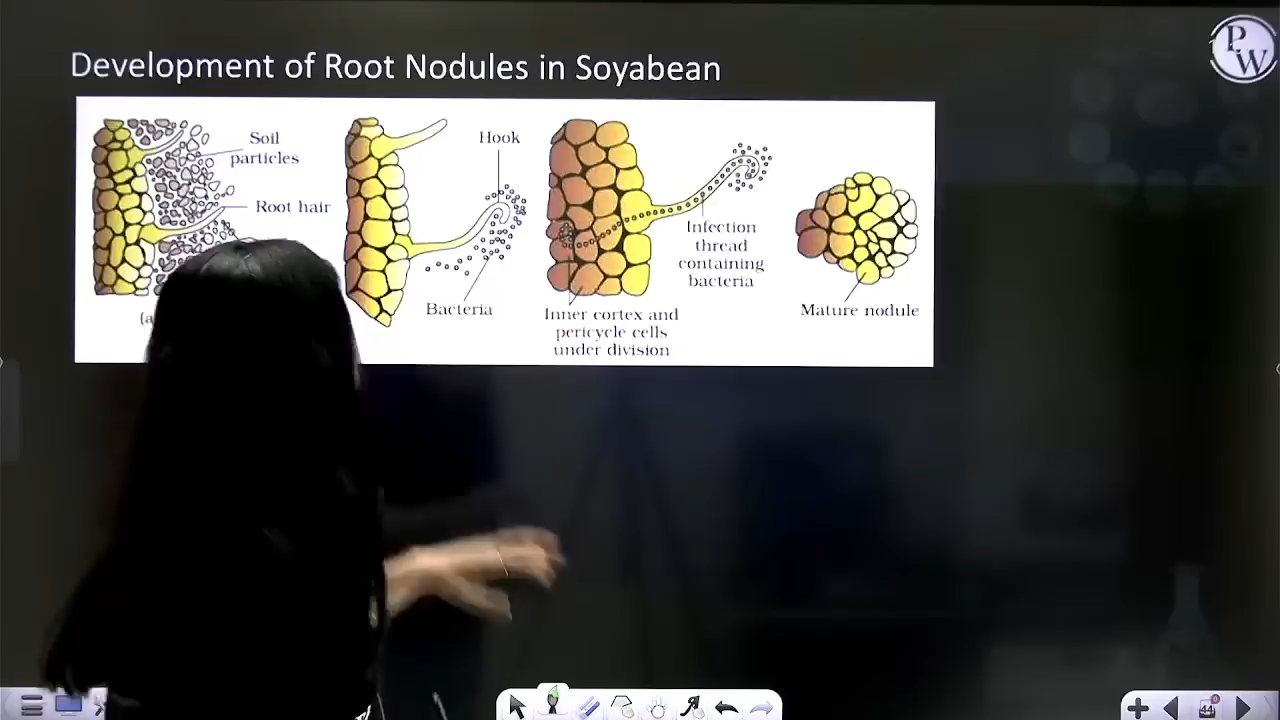 Development of Root Nodules in Soyabean
PW
Soil
particles
Root hair
(a
Hook
Bacteria
Infection
thread
containing
bacteria
Inner cortex and
pericycle cells
under division
Mature nodule
44